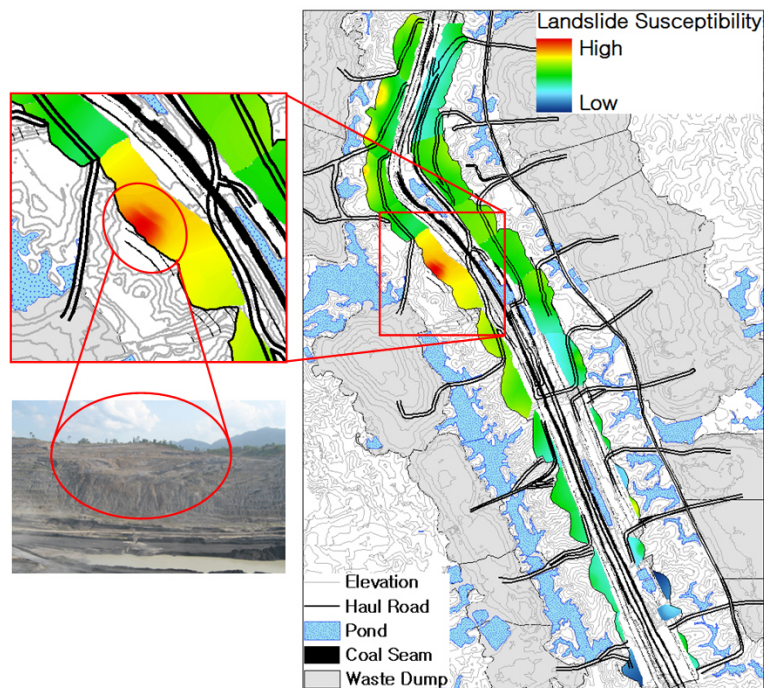 Landslide Susceptibility
High
Low
Elevation
Haul Road
Pond
Coal Seam
Waste Dump